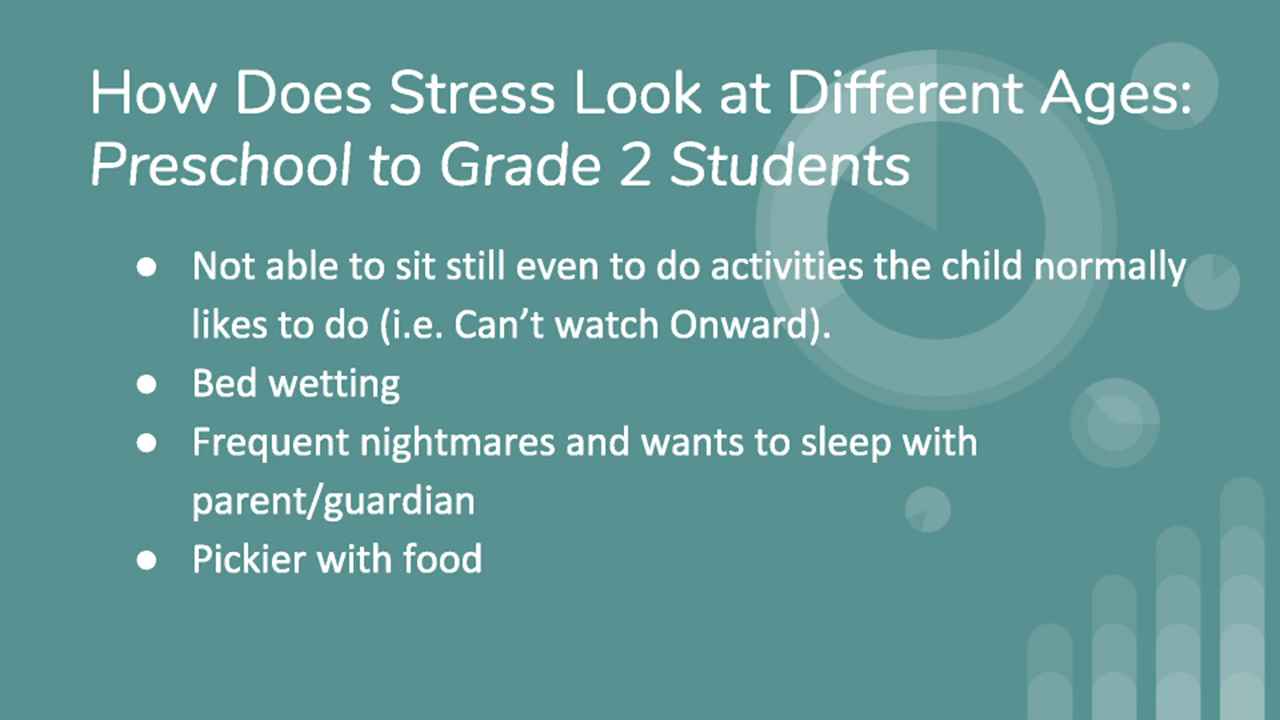 How Does Stress Look at Different Ages:
Preschool to Grade 2 Students
● Not able to sit still even to do activities the child normally
likes to do (i.e. Can't watch Onward).
● Bed wetting
● Frequent nightmares and wants to sleep with
parent/guardian
● Pickier with food